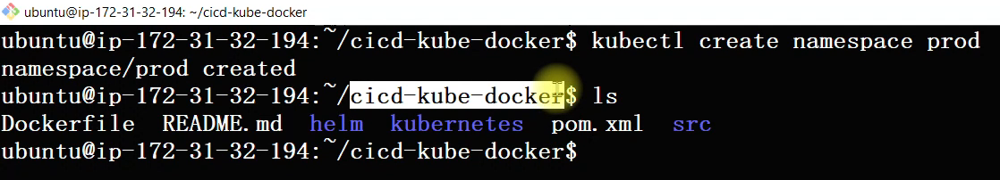 ubuntu@ip-172-31-32-194: ~/cicd-kube-docker
ubuntu@ip-172-31-32-194:~/cicd-kube-docker$ kubectl create namespace prod
namespace/prod created
ubuntu@ip-172-31-32-194:~/cicd-kube-docker$ ls
Dockerfile  README.md  helm  kubernetes  pom.xml  src
ubuntu@ip-172-31-32-194:~/cicd-kube-docker$